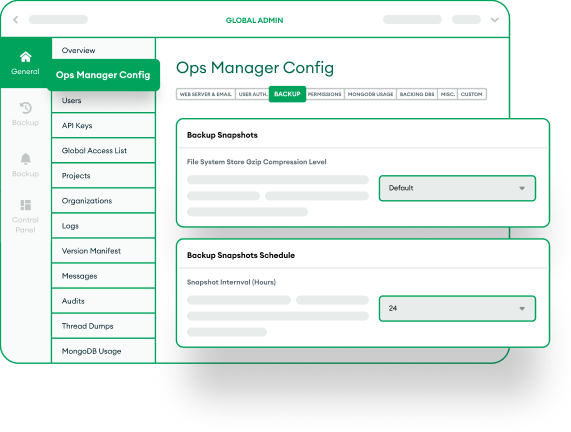 GLOBAL ADMIN
General
Backup
Backup
Control
Panel
Overview
Ops Manager Config
Users
API Keys
Global Access List
Projects
Organizations
Logs
Version Manifest
Messages
Audits
Thread Dumps
MongoDB Usage
Ops Manager Config
WEB SERVER & EMAIL
USER AUTH.
BACKUP
PERMISSIONS
MONGODB USAGE
BACKING DBS
MISC.
CUSTOM
Backup Snapshots
File System Store Gzip Compression Level
Default
Backup Snapshots Schedule
Snapshot Internval (Hours)
24